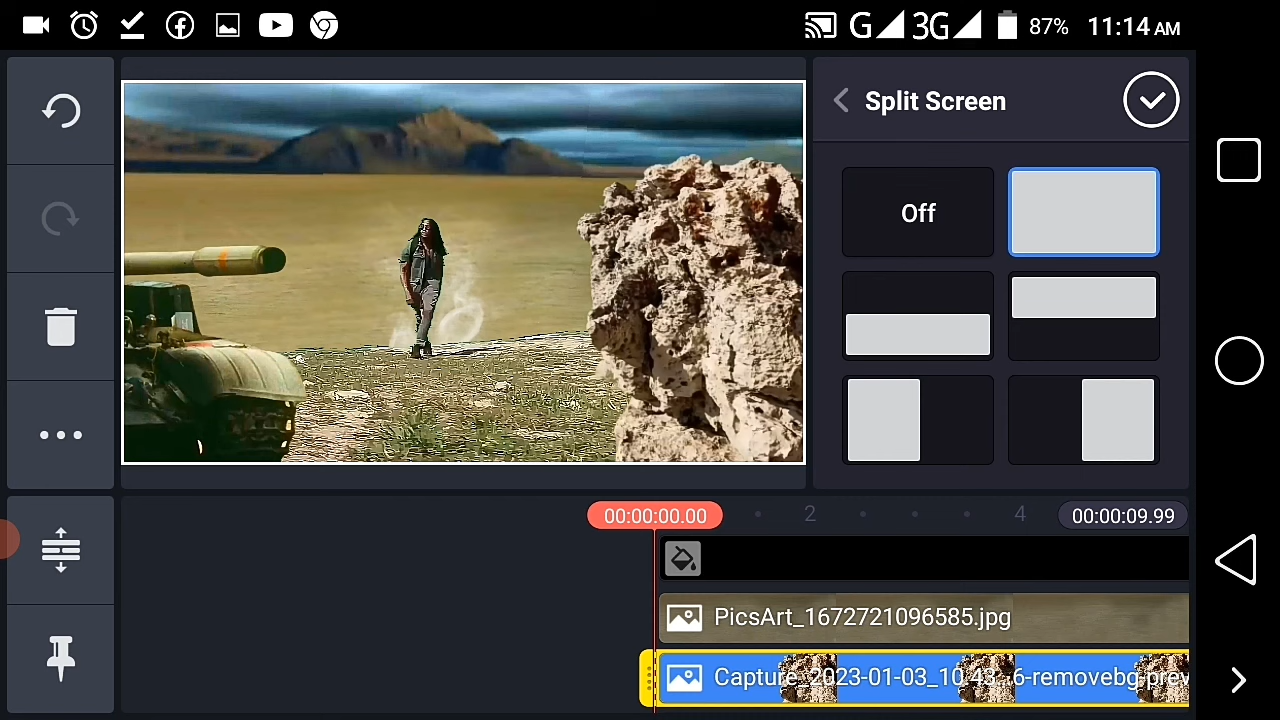 G 3G 87% 11:14 AM
Split Screen
Off
00:00:00.00 2 4 00:00:09.99
PicsArt_1672721096585.jpg
Capture_2023-01-03_10 43 .6-removebg prev